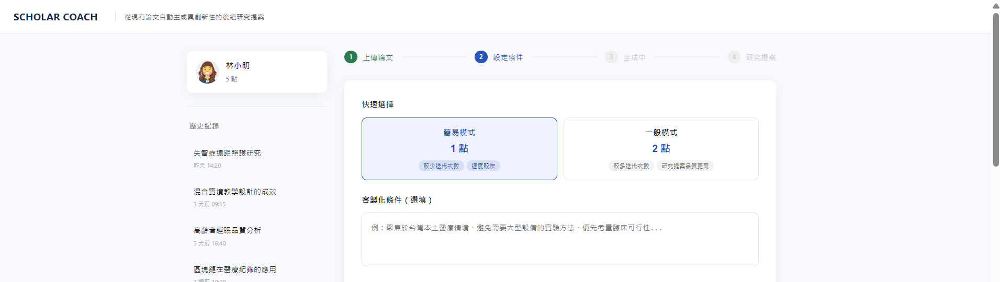 SCHOLAR COACH
從現有論文自動生成具創新性的後續研究提案
林小明
5 點
歷史紀錄
失智症遠距照護研究
昨天 14:20
混合實境教學設計的成效
3 天前 09:15
高齡者睡眠品質分析
5 天前 16:40
區塊鏈在醫療紀錄的應用
1 週前 10:00
1 上傳論文
2 設定條件
3 生成中
4 研究提案
快速選擇
簡易模式
1 點
較少迭代次數 速度較快
一般模式
2 點
較多迭代次數 研究提案品質更高
客製化條件（選填）
例：聚焦於台灣本土醫療情境、避免需要大型設備的實驗方法、優先考量臨床可行性...